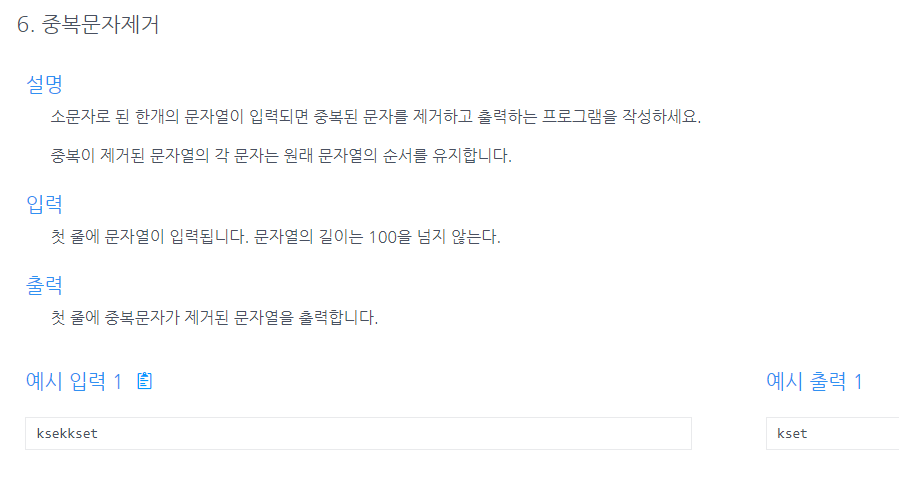 6. 중복문자제거
설명
소문자로 된 한개의 문자열이 입력되면 중복된 문자를 제거하고 출력하는 프로그램을 작성하세요.
중복이 제거된 문자열의 각 문자는 원래 문자열의 순서를 유지합니다.
입력
첫 줄에 문자열이 입력됩니다. 문자열의 길이는 100을 넘지 않는다.
출력
첫 줄에 중복문자가 제거된 문자열을 출력합니다.
예시 입력 1
ksekkset
예시 출력 1
kset